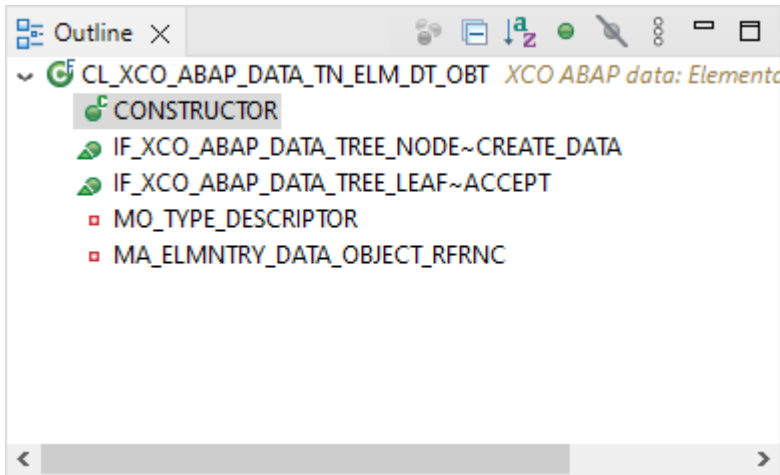 Outline
CL_XCO_ABAP_DATA_TN_ELM_DT_OBT XCO ABAP data: Elementa
CONSTRUCTOR
IF_XCO_ABAP_DATA_TREE_NODE~CREATE_DATA
IF_XCO_ABAP_DATA_TREE_LEAF~ACCEPT
MO_TYPE_DESCRIPTOR
MA_ELMNTRY_DATA_OBJECT_RFRNC